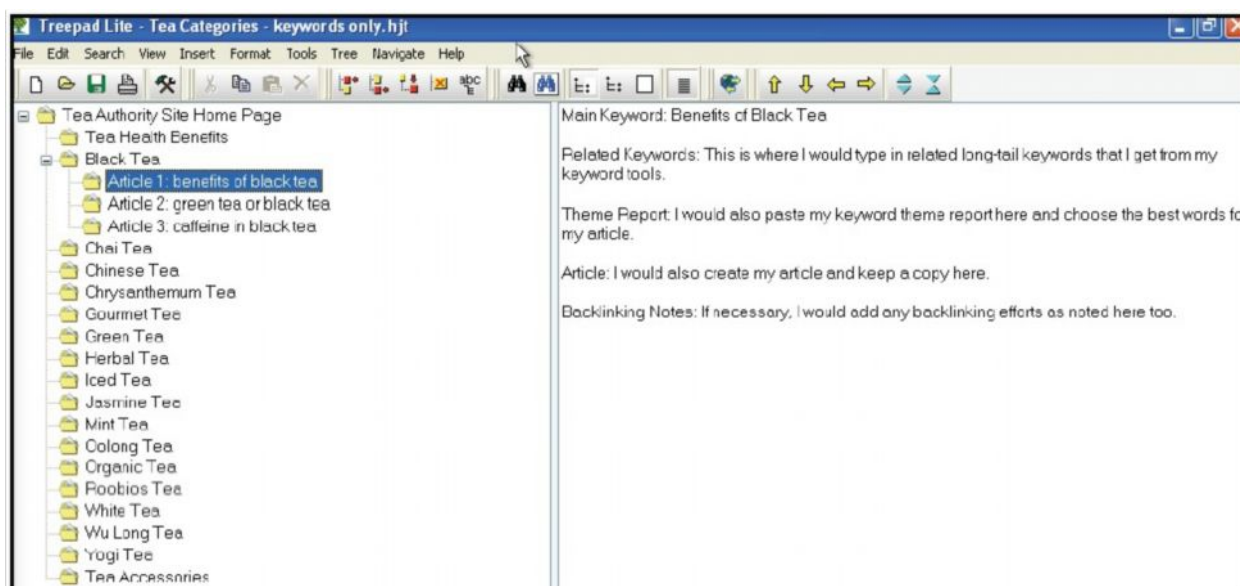 Treepad Lite - Tea Categories - keywords only.hjt
File Edit Search View Insert Format Tools Tree Navigate Help
Tea Authority Site Home Page
Tea Health Benefits
Black Tea
Article 1: benefits of black tea
Article 2: green tea or black tea
Article 3: caffeine in black tea
Chai Tea
Chinese Tea
Chrysanthemum Tea
Gourmet Tea
Green Tea
Herbal Tea
Iced Tea
Jasmine Tea
Mint Tea
Oolong Tea
Organic Tea
Roobios Tea
White Tea
Wu Long Tea
Yogi Tea
Tea Accessories
Main Keyword: Benefits of Black Tea
Related Keywords: This is where I would type in related long-tail keywords that I get from my
keyword tools.
Theme Report: I would also paste my keyword theme report here and choose the best words fo
my article.
Article: I would also create my article and keep a copy here.
Backlinking Notes: If necessary, I would add any backlinking efforts as noted here too.